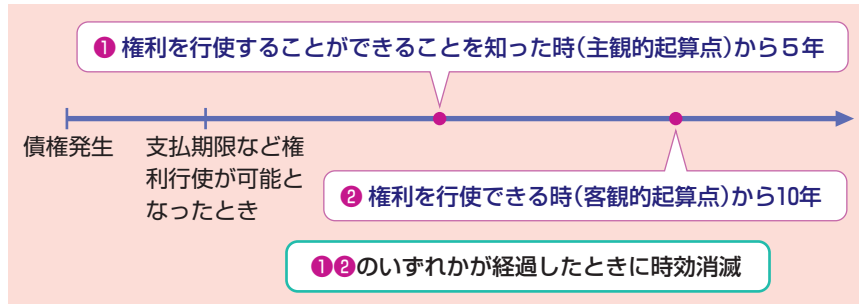 ❶ 権利を行使することができることを知った時(主観的起算点)から5年
債権発生
支払期限など権
利行使が可能と
なったとき
❷ 権利を行使できる時(客観的起算点)から10年
❶❷のいずれかが経過したときに時効消滅